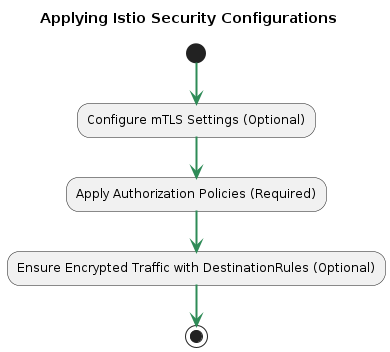 Applying Istio Security Configurations
Configure mTLS Settings (Optional)
Apply Authorization Policies (Required)
Ensure Encrypted Traffic with DestinationRules (Optional)